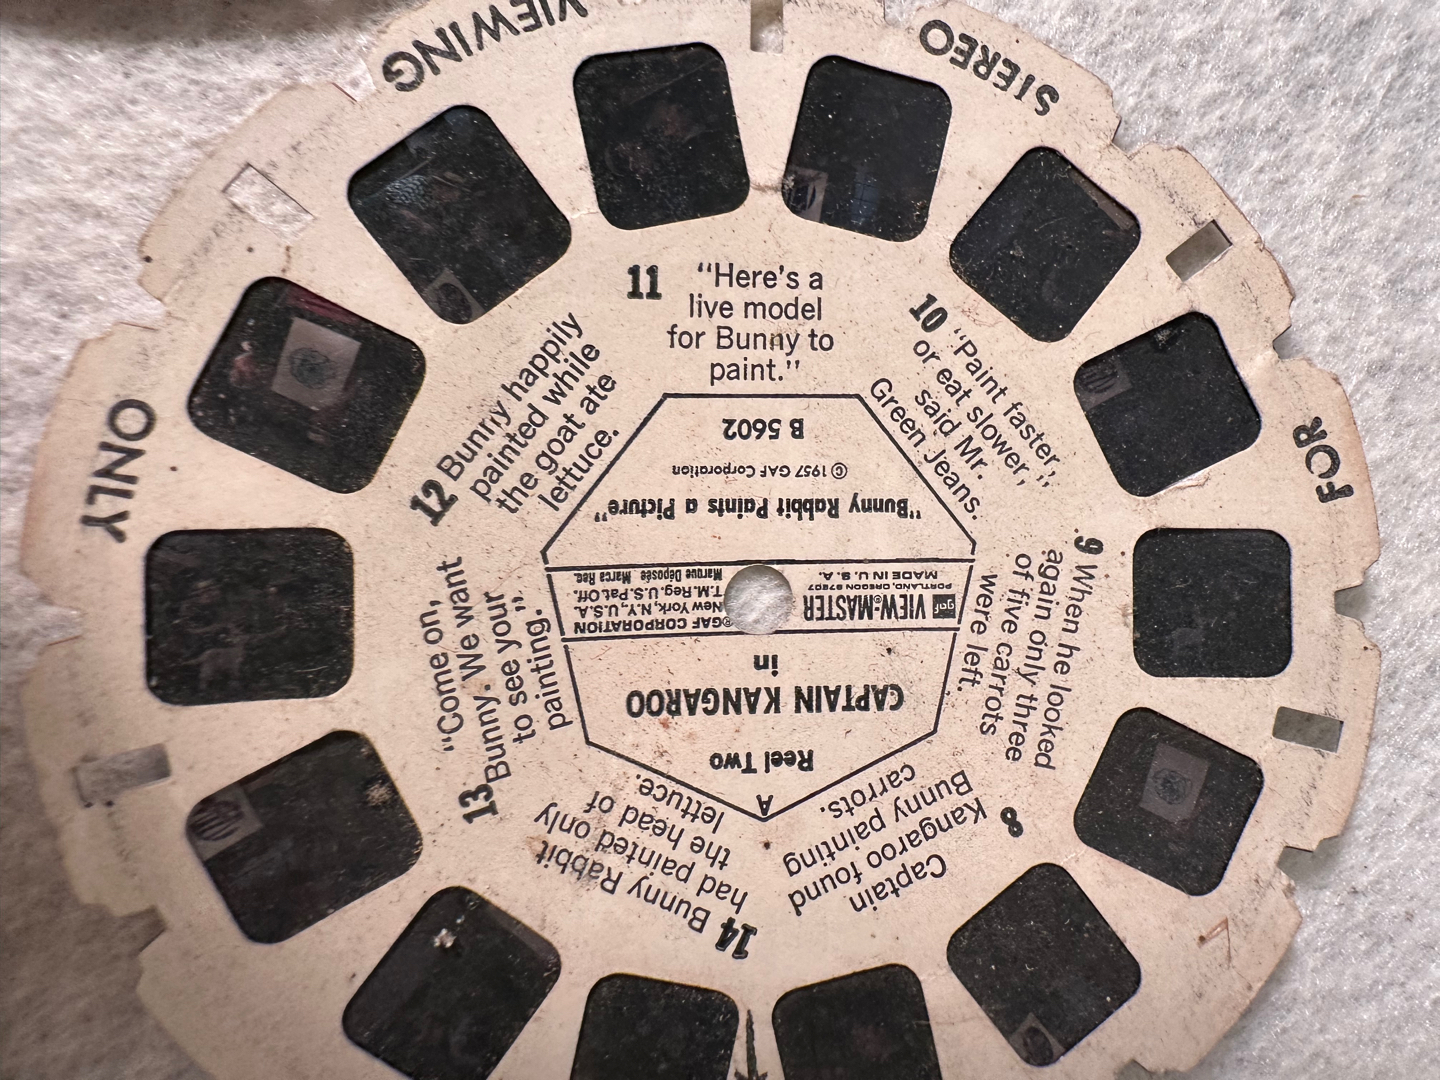 FOR
STEREO
VIEWING
ONLY
A
Reel Two
CAPTAIN KANGAROO
in
gaf VIEW-MASTER®
PORTLAND, OREGON 97207
MADE IN U. S. A.
®GAF CORPORATION
New York, N.Y., U.S.A.
T.M. Reg. U.S. Pat. Off.
Marque Déposée Marca Reg.
"Bunny Rabbit Paints a Picture"
© 1957 GAF Corporation
B 5602
8
Captain
Kangaroo found
Bunny painting
carrots.
9 When he looked
again only three
of five carrots
were left.
10 "Paint faster,
or eat slower,"
said Mr.
Green Jeans.
11 "Here's a
live model
for Bunny to
paint."
12 Bunny happily
painted while
the goat ate
lettuce.
13 "Come on,
Bunny. We want
to see your
painting."
14 Bunny Rabbit
had painted only
the head of
lettuce.